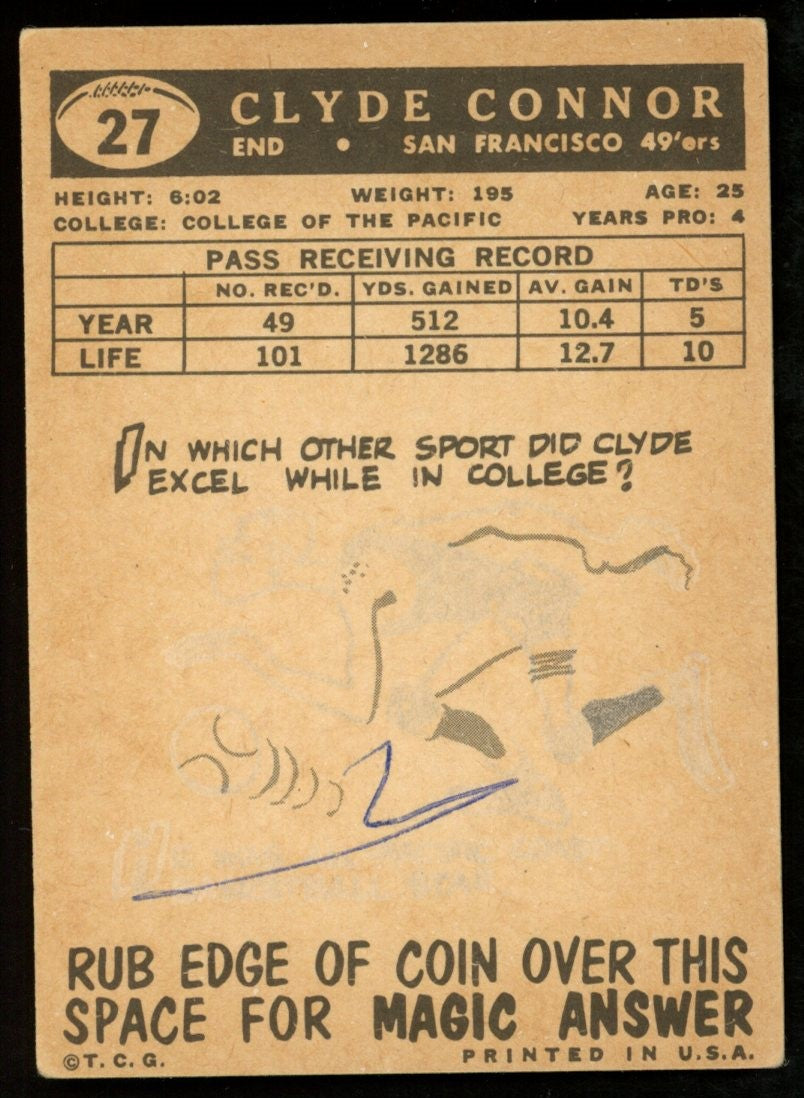 27
CLYDE CONNOR
END • SAN FRANCISCO 49'ers
HEIGHT: 6:02 WEIGHT: 195 AGE: 25
COLLEGE: COLLEGE OF THE PACIFIC YEARS PRO: 4
PASS RECEIVING RECORD
NO. REC'D. YDS. GAINED AV. GAIN TD'S
YEAR 49 512 10.4 5
LIFE 101 1286 12.7 10
IN WHICH OTHER SPORT DID CLYDE
EXCEL WHILE IN COLLEGE?
RUB EDGE OF COIN OVER THIS
SPACE FOR MAGIC ANSWER
©T. C. G. PRINTED IN U.S.A.